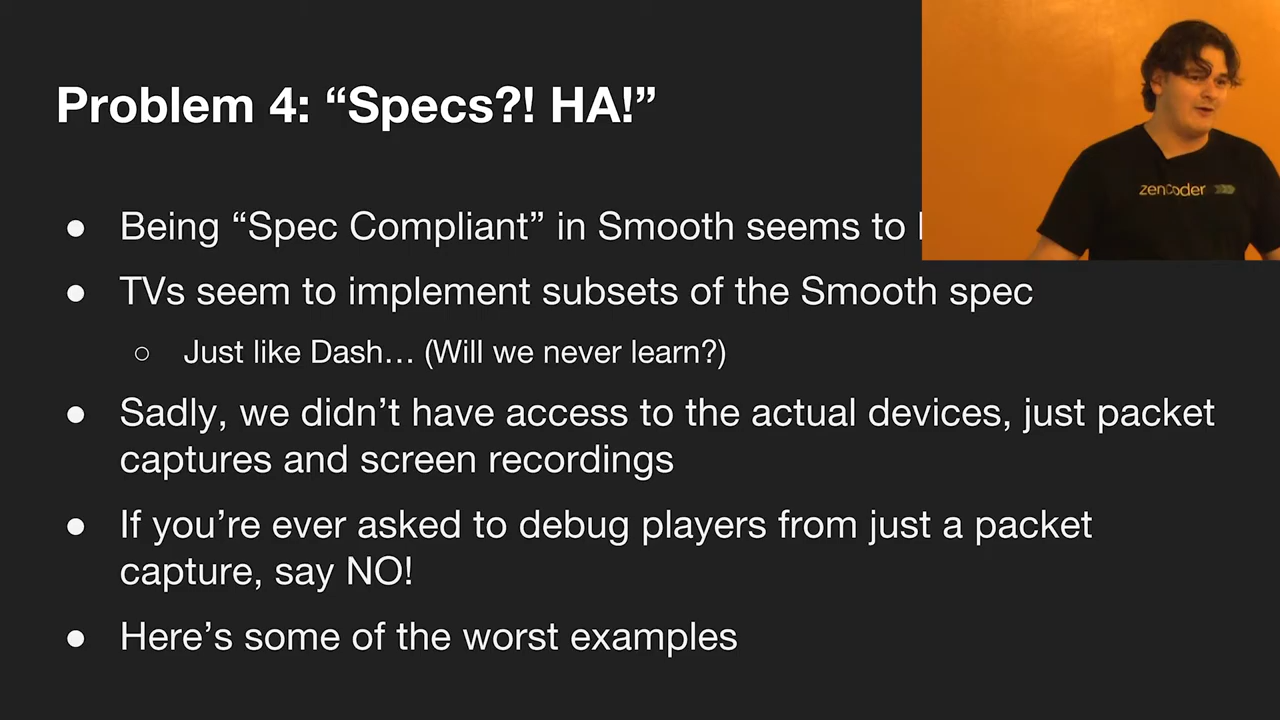 Problem 4: “Specs?! HA!”
zencoder
● Being “Spec Compliant” in Smooth seems to
● TVs seem to implement subsets of the Smooth spec
○ Just like Dash… (Will we never learn?)
● Sadly, we didn’t have access to the actual devices, just packet
captures and screen recordings
● If you’re ever asked to debug players from just a packet
capture, say NO!
● Here’s some of the worst examples